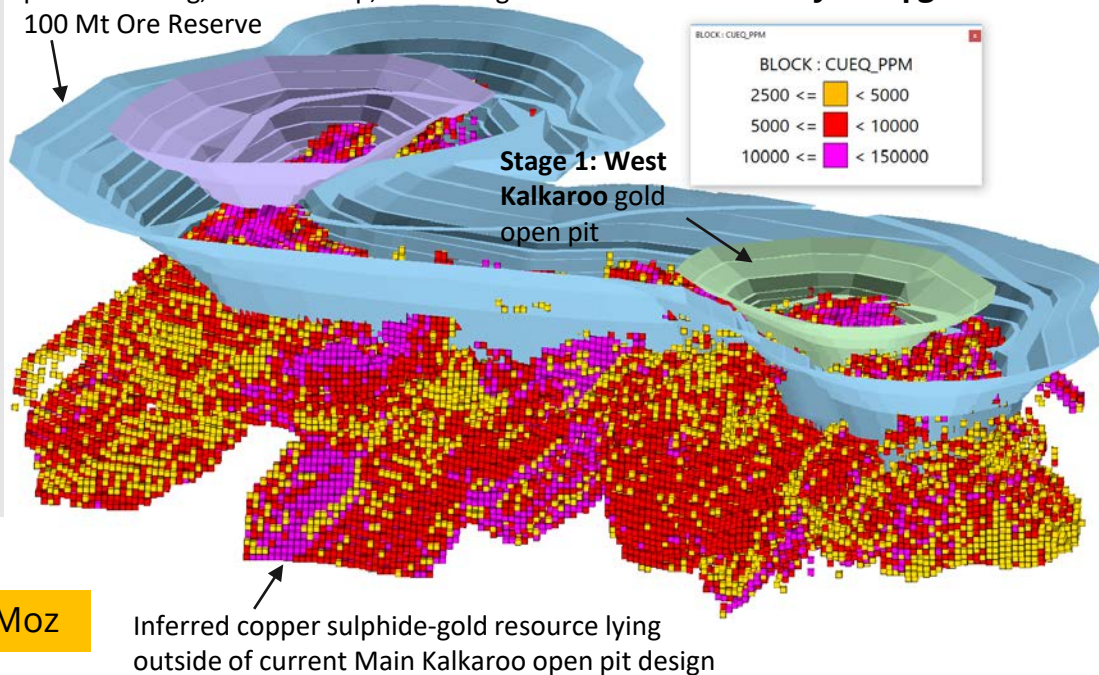 100 Mt Ore Reserve
BLOCK : CUEQ_PPM
x
BLOCK : CUEQ_PPM
2500 <= < 5000
5000 <= < 10000
10000 <= < 150000
Stage 1: West
Kalkaroo gold
open pit
Moz
Inferred copper sulphide-gold resource lying
outside of current Main Kalkaroo open pit design